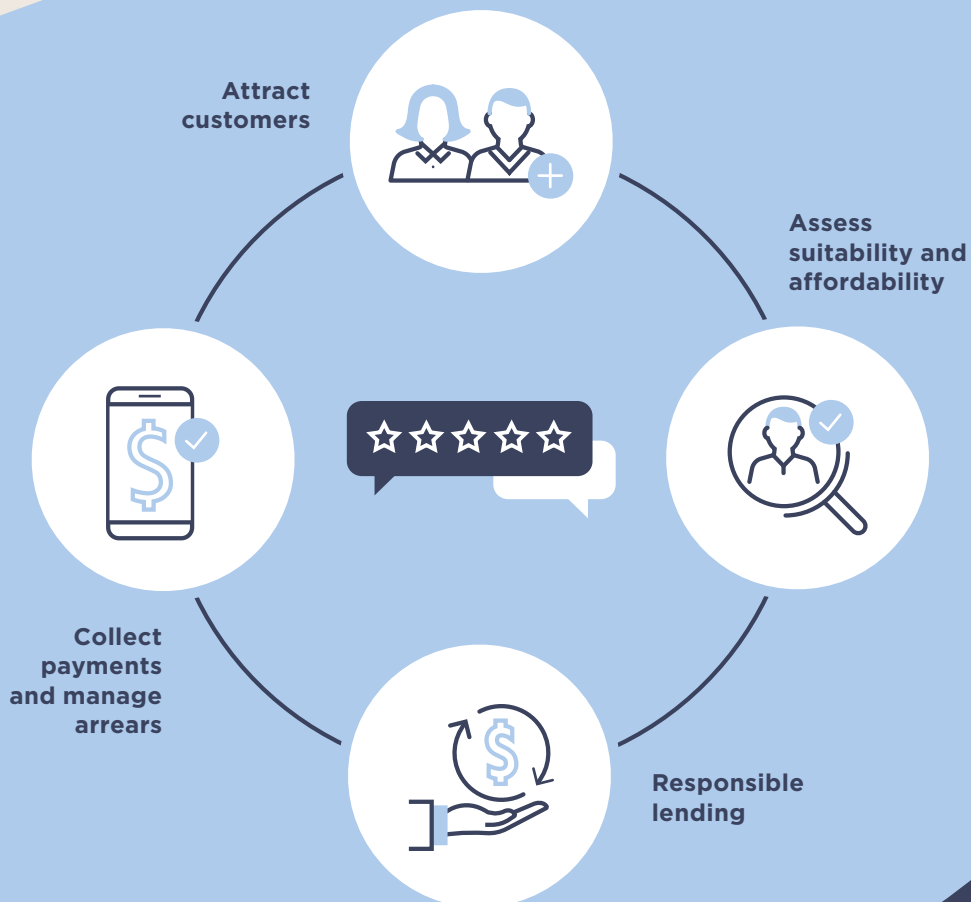 Attract
customers
Assess
suitability and
affordability
Collect
payments
and manage
arrears
Responsible
lending